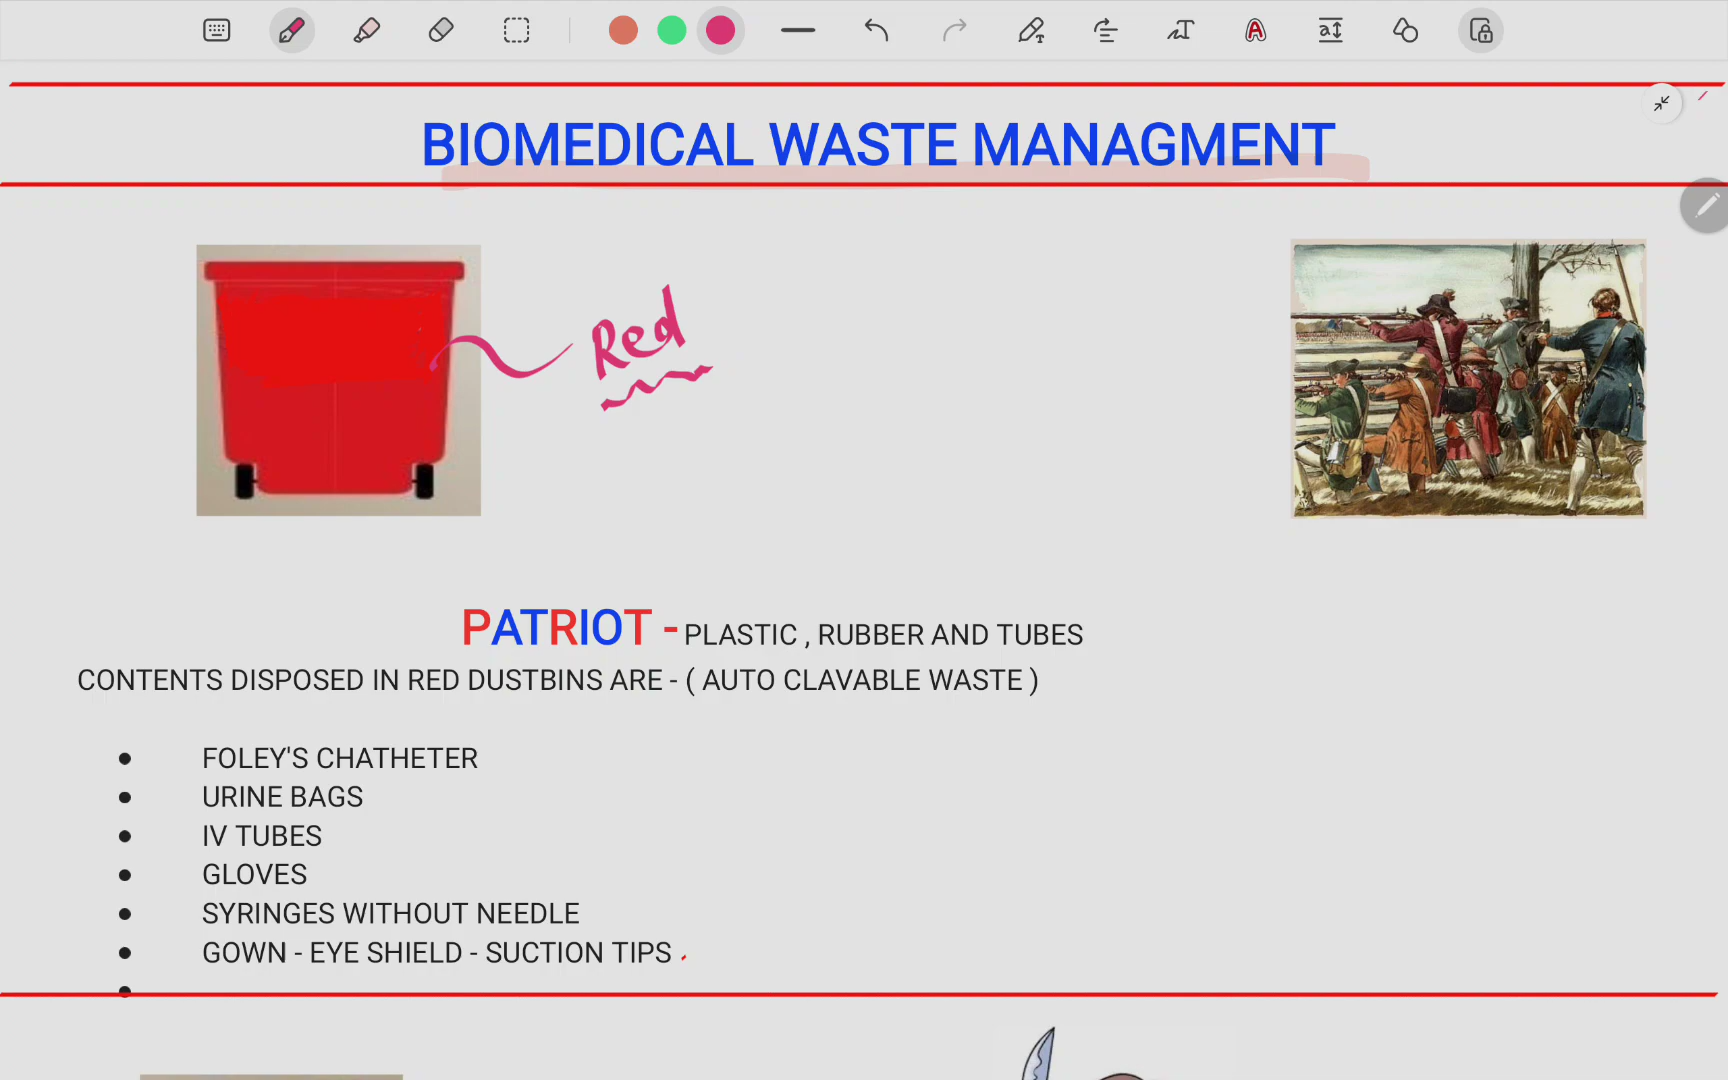 BIOMEDICAL WASTE MANAGMENT
Red
PATRIOT - PLASTIC , RUBBER AND TUBES
CONTENTS DISPOSED IN RED DUSTBINS ARE - ( AUTO CLAVABLE WASTE )
• FOLEY'S CHATHETER
• URINE BAGS
• IV TUBES
• GLOVES
• SYRINGES WITHOUT NEEDLE
• GOWN - EYE SHIELD - SUCTION TIPS
•